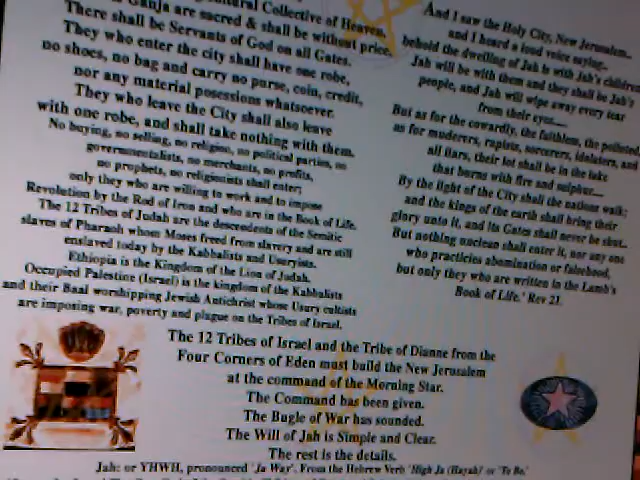 Ganja are sacred & shall be without price.
There shall be Servants of God on all Gates.
They who enter the city shall have one robe,
no shoes, no bag and carry no purse, coin, credit,
nor any material posessions whatsoever.
They who leave the City shall also leave
with one robe, and shall take nothing with them.
No buying, no selling, no religion, no political parties, no
governmentalists, no merchants, no profits,
no prophets, no religionists shall enter;
only they who are willing to work and to impose
Revolution by the Rod of Iron and who are in the Book of Life.
The 12 Tribes of Judah are the descendents of the Semitic
slaves of Pharaoh whom Moses freed from slavery and are still
enslaved today by the Kabbalists and Usuryists.
Ethiopia is the Kingdom of the Lion of Judah.
Occupied Palestine (Israel) is the kingdom of the Kabbalists
and their Baal worshipping Jewish Antichrist whose Usury cultists
are imposing war, poverty and plague on the Tribes of Israel.
And I saw the Holy City, New Jerusalem...
and I heard a loud voice saying,..
behold the dwelling of Jah is with Jah's children
Jah will be with them and they shall be Jah's
people, and Jah will wipe away every tear
from their eyes....
But as for the cowardly, the faithless, the polluted,
as for muderers, rapists, sorcerers, idolaters, and
all liars, their lot shall be in the lake
that burns with fire and sulphur....
By the light of the City shall the nations walk;
and the kings of the earth shall bring their
glory unto it, and its Gates shall never be shut...
But nothing unclean shall enter it, nor any one
who practicies abomination or falsehood,
but only they who are written in the Lamb's
Book of Life.' Rev 21.
The 12 Tribes of Israel and the Tribe of Dianne from the
Four Corners of Eden must build the New Jerusalem
at the command of the Morning Star.
The Command has been given.
The Bugle of War has sounded.
The Will of Jah is Simple and Clear.
The rest is the details.
Jah: or YHWH, pronounced 'Ja War'. From the Hebrew Verb 'High Ja (Hayah)' or 'To Be.'